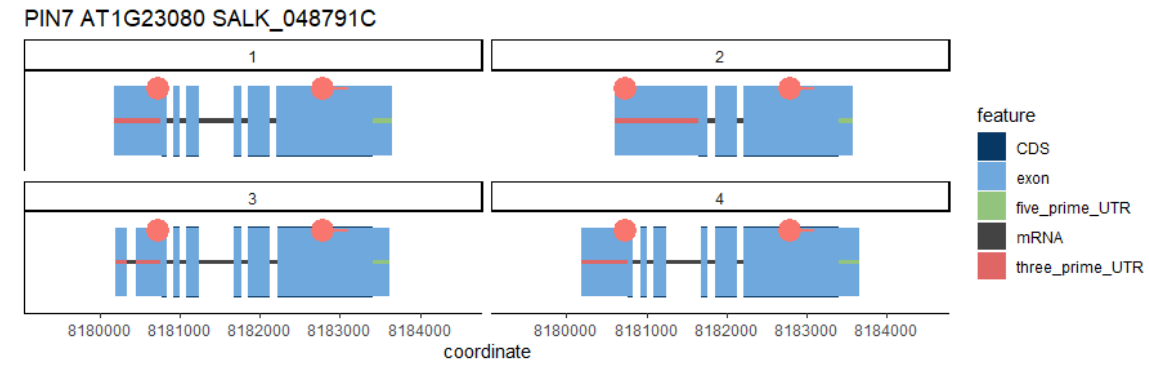 PIN7 AT1G23080 SALK_048791C
1
2
3
4
8180000 8181000 8182000 8183000 8184000
8180000 8181000 8182000 8183000 8184000
coordinate
feature
CDS
exon
five_prime_UTR
mRNA
three_prime_UTR